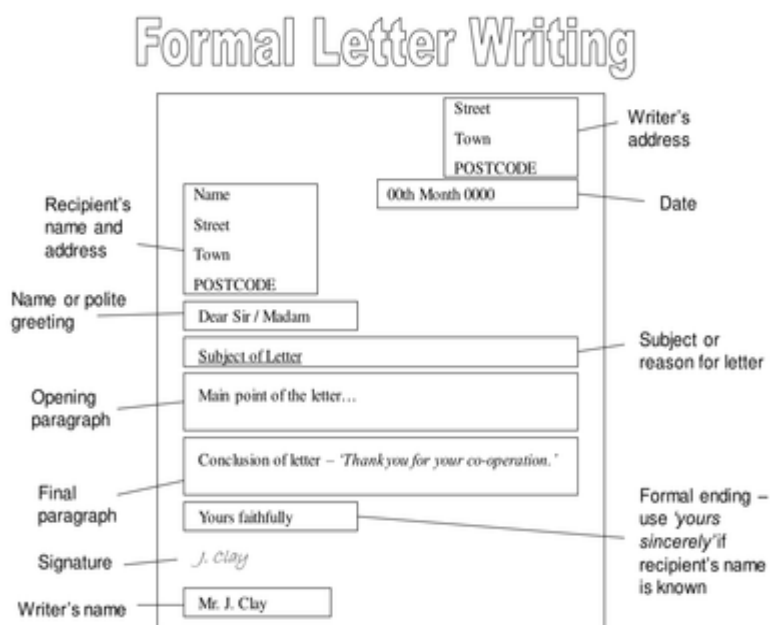 Formal Letter Writing
Street
Town
POSTCODE
Writer's
address
00th Month 0000
Date
Recipient's
name and
address
Name
Street
Town
POSTCODE
Name or polite
greeting
Dear Sir / Madam
Subject of Letter
Subject or
reason for letter
Opening
paragraph
Main point of the letter…
Final
paragraph
Conclusion of letter – 'Thank you for your co-operation.'
Yours faithfully
Formal ending –
use 'yours
sincerely' if
recipient's name
is known
Signature
J. Clay
Writer's name
Mr. J. Clay